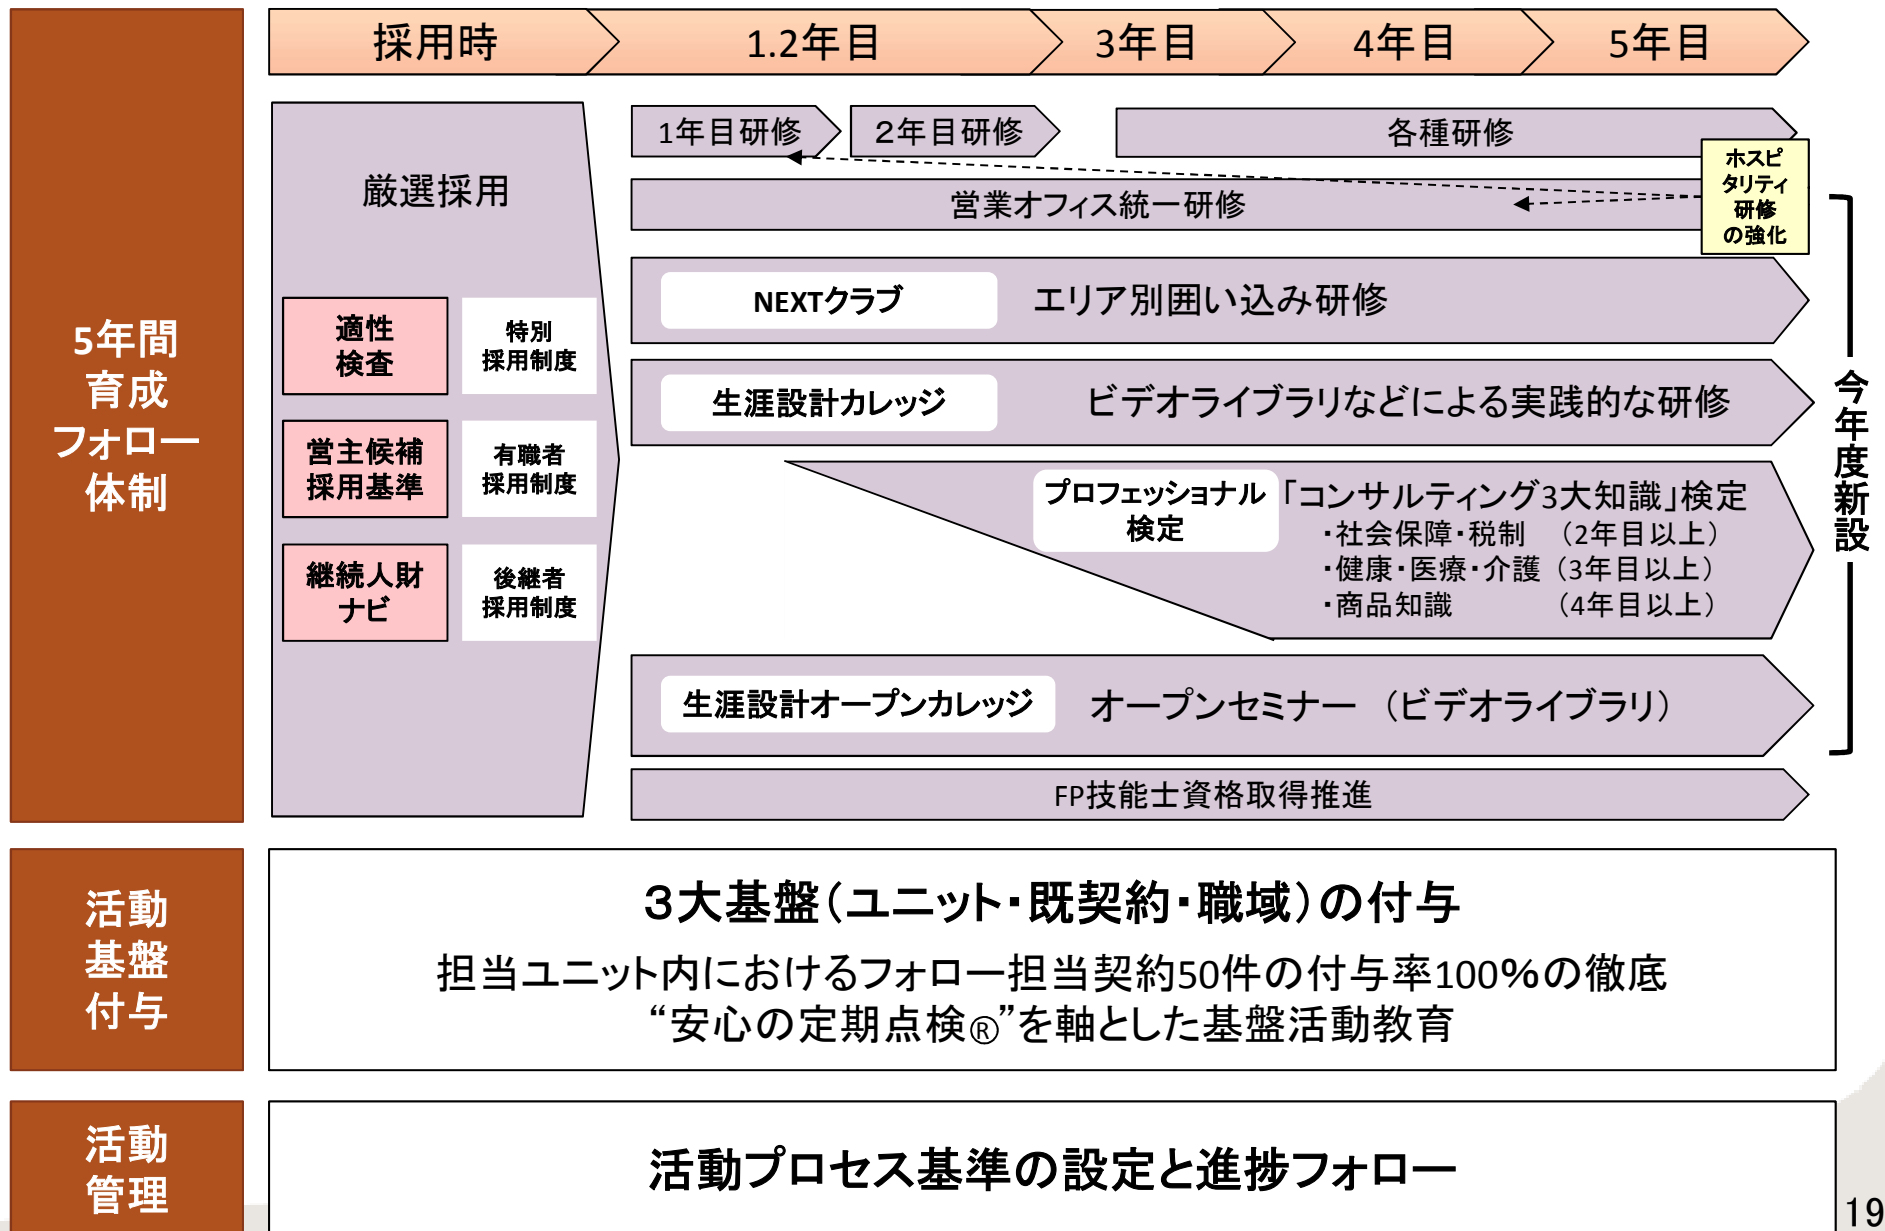 採用時
1.2年目
3年目
4年目
5年目
5年間
育成
フォロー
体制
厳選採用
適性
検査
特別
採用制度
営主候補
採用基準
有職者
採用制度
継続人財
ナビ
後継者
採用制度
1年目研修
２年目研修
各種研修
ホスピ
タリティ
研修
の強化
営業オフィス統一研修
NEXTクラブ
エリア別囲い込み研修
生涯設計カレッジ
ビデオライブラリなどによる実践的な研修
プロフェッショナル
検定
「コンサルティング3大知識」検定
・社会保障・税制　（2年目以上）
・健康・医療・介護（3年目以上）
・商品知識　　　（4年目以上）
生涯設計オープンカレッジ
オープンセミナー（ビデオライブラリ）
FP技能士資格取得推進
今年度新設
活動
基盤
付与
３大基盤（ユニット・既契約・職域）の付与
担当ユニット内におけるフォロー担当契約50件の付与率100%の徹底
“安心の定期点検®”を軸とした基盤活動教育
活動
管理
活動プロセス基準の設定と進捗フォロー
19